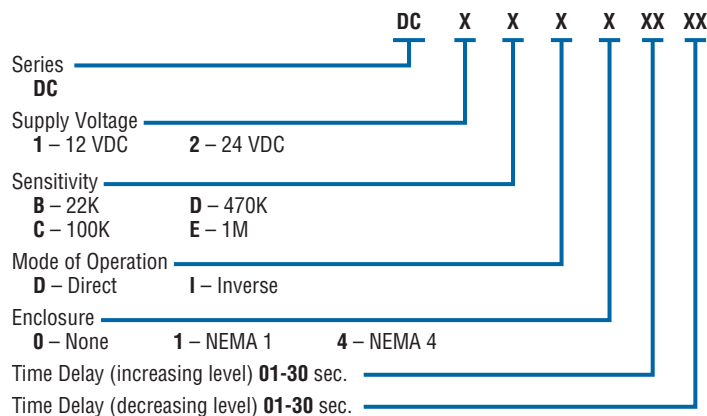 DC X X X X XX XX
Series
DC
Supply Voltage
1 – 12 VDC 2 – 24 VDC
Sensitivity
B – 22K D – 470K
C – 100K E – 1M
Mode of Operation
D – Direct I – Inverse
Enclosure
0 – None 1 – NEMA 1 4 – NEMA 4
Time Delay (increasing level) 01-30 sec.
Time Delay (decreasing level) 01-30 sec.